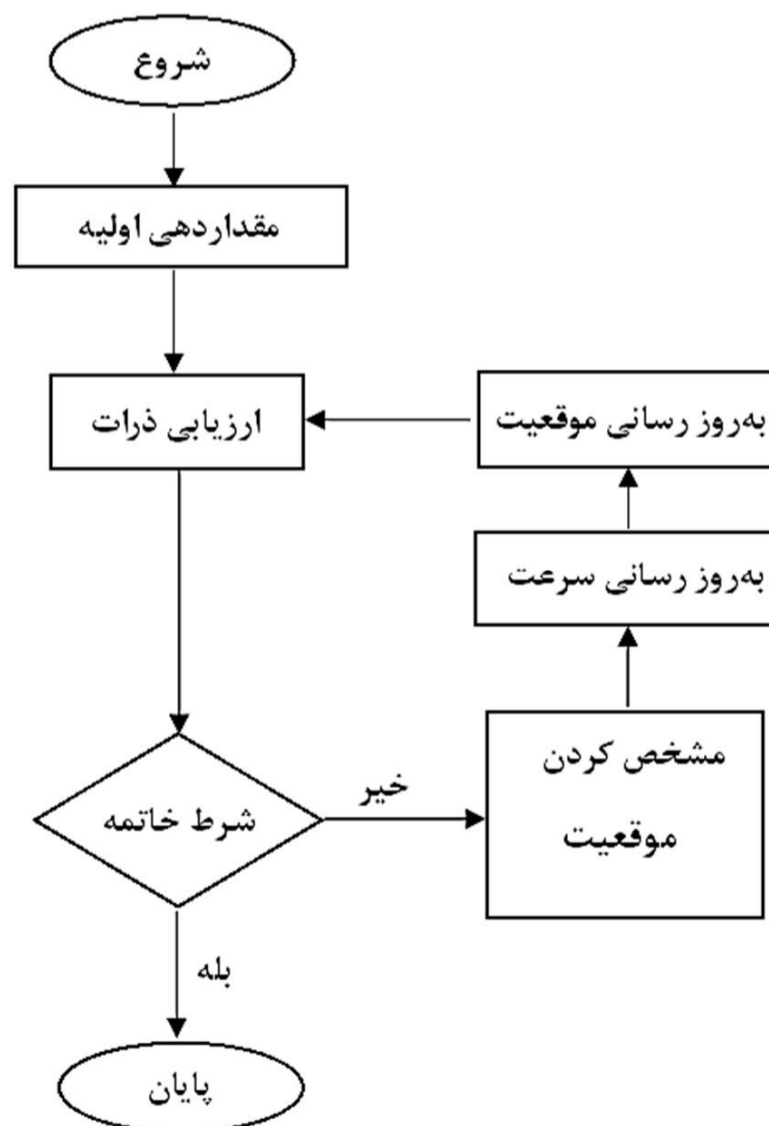 شروع
مقداردهی اولیه
ارزیابی ذرات
به‌روز رسانی موقعیت
به‌روز رسانی سرعت
مشخص کردن
موقعیت
خیر
شرط خاتمه
بله
پایان